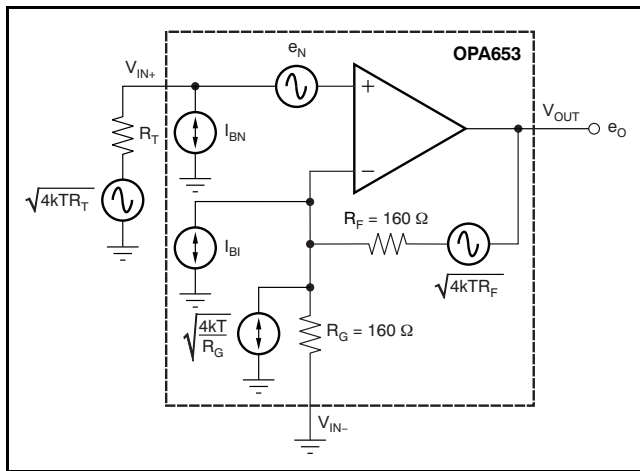 OPA653
e_N
V_IN+
R_T
I_BN
V_OUT
e_O
√4kTR_T
I_BI
R_F = 160 Ω
√4kTR_F
√4kT/R_G
R_G = 160 Ω
V_IN−
+
−